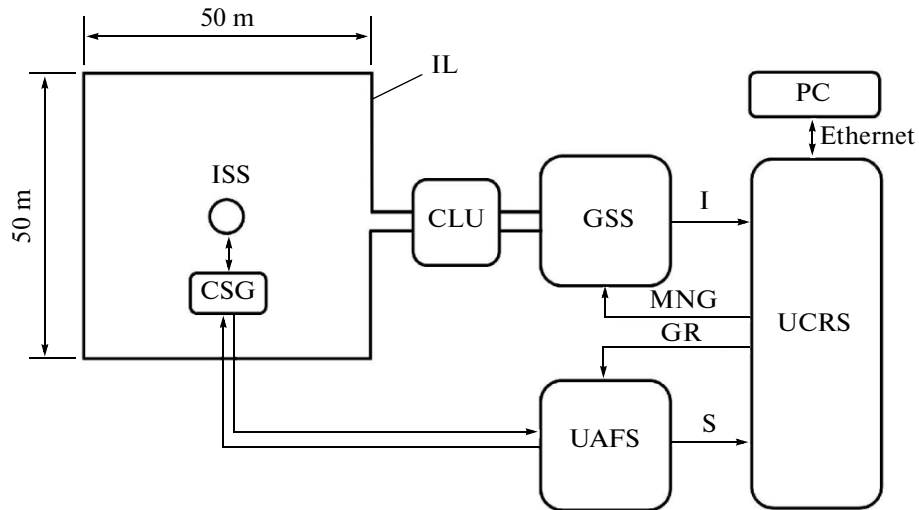 50 m
IL
PC
Ethernet
50 m
ISS
CLU
GSS
I
CSG
MNG
UCRS
GR
UAFS
S